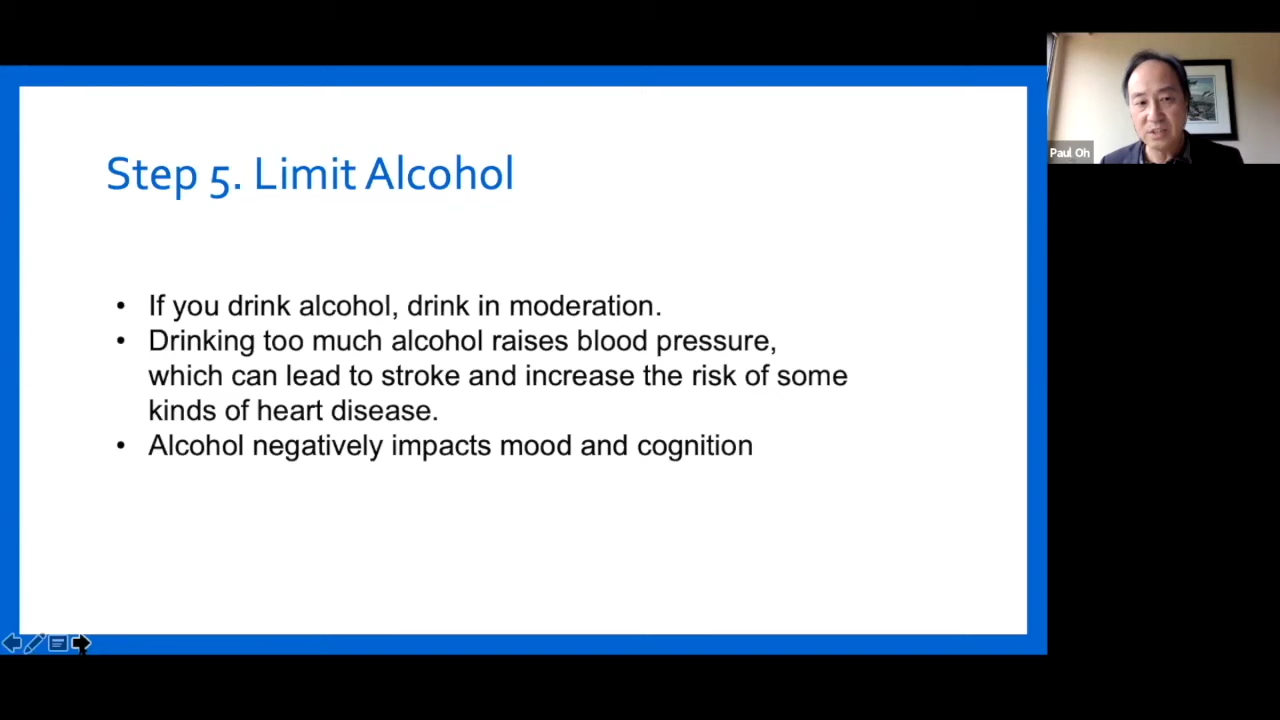 Step 5. Limit Alcohol
• If you drink alcohol, drink in moderation.
• Drinking too much alcohol raises blood pressure,
which can lead to stroke and increase the risk of some
kinds of heart disease.
• Alcohol negatively impacts mood and cognition
Paul Oh